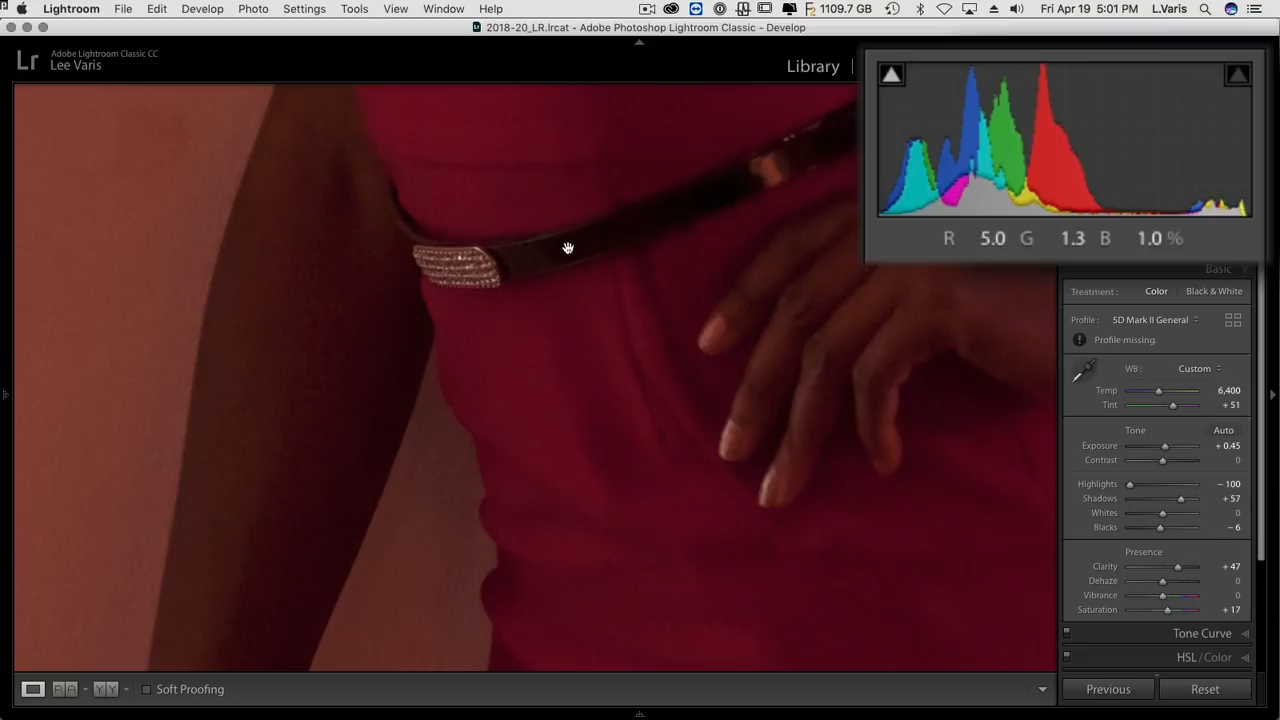 Lightroom File Edit Develop Photo Settings Tools View Window Help 1109.7 GB Fri Apr 19 5:01 PM L.Varis
2018-20_LR.lrcat - Adobe Photoshop Lightroom Classic - Develop
Lr Adobe Lightroom Classic CC
Lee Varis
Library
R 5.0 G 1.3 B 1.0 %
Basic
Treatment: Color Black & White
Profile: 5D Mark II General
Profile missing.
WB: Custom
Temp 6,400
Tint + 51
Tone Auto
Exposure + 0.45
Contrast 0
Highlights − 100
Shadows + 57
Whites 0
Blacks − 6
Presence
Clarity + 47
Dehaze 0
Vibrance 0
Saturation + 17
Tone Curve
HSL / Color
R A Y Y Soft Proofing
Previous Reset